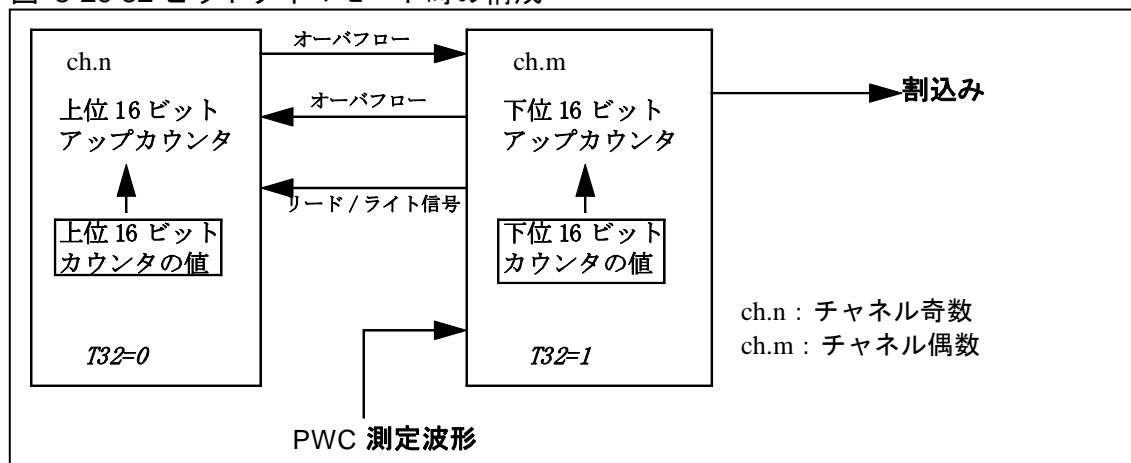 ch.n
上位 16 ビット
アップカウンタ
上位 16 ビット
カウンタの値
T32=0
オーバフロー
オーバフロー
リード / ライト信号
ch.m
下位 16 ビット
アップカウンタ
下位 16 ビット
カウンタの値
T32=1
割込み
PWC 測定波形
ch.n : チャネル奇数
ch.m : チャネル偶数